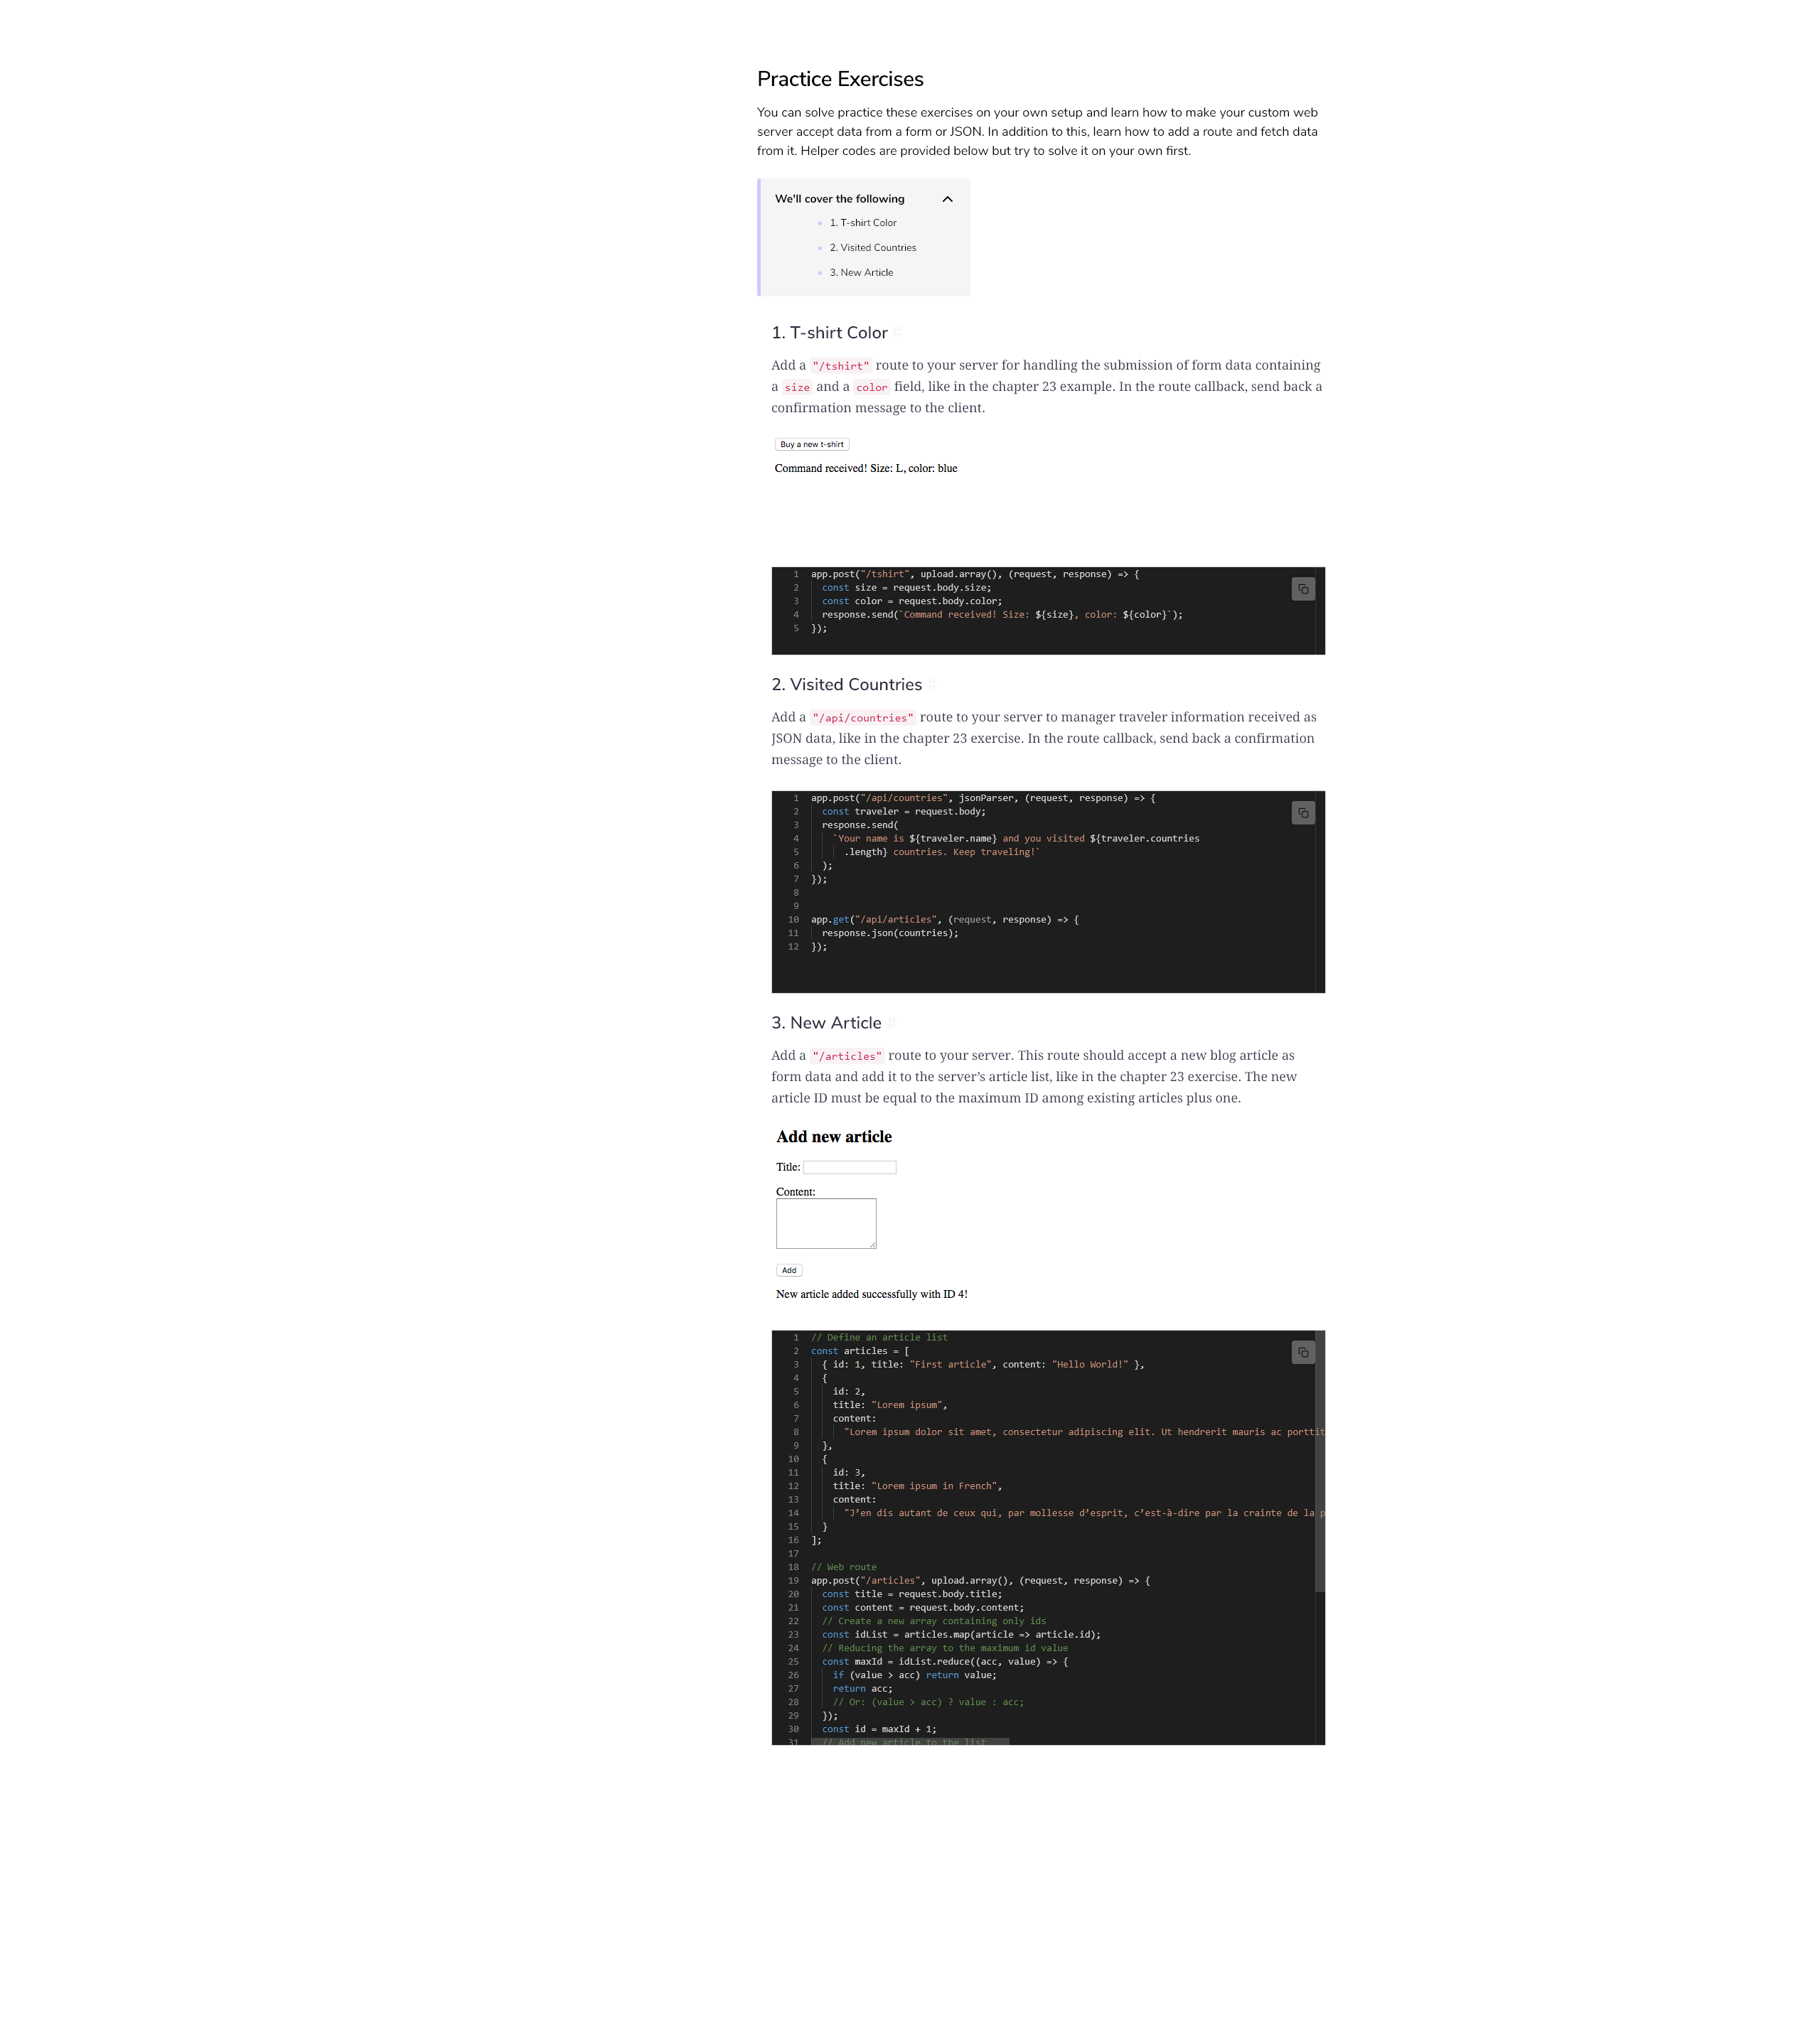 Practice Exercises
You can solve practice these exercises on your own setup and learn how to make your custom web
server accept data from a form or JSON. In addition to this, learn how to add a route and fetch data
from it. Helper codes are provided below but try to solve it on your own first.
We'll cover the following
1. T-shirt Color
2. Visited Countries
3. New Article
1. T-shirt Color #
Add a "/tshirt" route to your server for handling the submission of form data containing
a size and a color field, like in the chapter 23 example. In the route callback, send back a
confirmation message to the client.
Buy a new t-shirt
Command received! Size: L, color: blue
1 app.post("/tshirt", upload.array(), (request, response) => {
2 const size = request.body.size;
3 const color = request.body.color;
4 response.send(`Command received! Size: ${size}, color: ${color}`);
5 });
2. Visited Countries #
Add a "/api/countries" route to your server to manager traveler information received as
JSON data, like in the chapter 23 exercise. In the route callback, send back a confirmation
message to the client.
1 app.post("/api/countries", jsonParser, (request, response) => {
2 const traveler = request.body;
3 response.send(
4 `Your name is ${traveler.name} and you visited ${traveler.countries
5 .length} countries. Keep traveling!`
6 );
7 });
8
9
10 app.get("/api/articles", (request, response) => {
11 response.json(countries);
12 });
3. New Article #
Add a "/articles" route to your server. This route should accept a new blog article as
form data and add it to the server's article list, like in the chapter 23 exercise. The new
article ID must be equal to the maximum ID among existing articles plus one.
Add new article
Title:
Content:
Add
New article added successfully with ID 4!
1 // Define an article list
2 const articles = [
3 { id: 1, title: "First article", content: "Hello World!" },
4 {
5 id: 2,
6 title: "Lorem ipsum",
7 content:
8 "Lorem ipsum dolor sit amet, consectetur adipiscing elit. Ut hendrerit mauris ac porttit
9 },
10 {
11 id: 3,
12 title: "Lorem ipsum in French",
13 content:
14 "J’en dis autant de ceux qui, par mollesse d’esprit, c’est-à-dire par la crainte de la p
15 }
16 ];
17
18 // Web route
19 app.post("/articles", upload.array(), (request, response) => {
20 const title = request.body.title;
21 const content = request.body.content;
22 // Create a new array containing only ids
23 const idList = articles.map(article => article.id);
24 // Reducing the array to the maximum id value
25 const maxId = idList.reduce((acc, value) => {
26 if (value > acc) return value;
27 return acc;
28 // Or: (value > acc) ? value : acc;
29 });
30 const id = maxId + 1;
31 // Add new article to the list